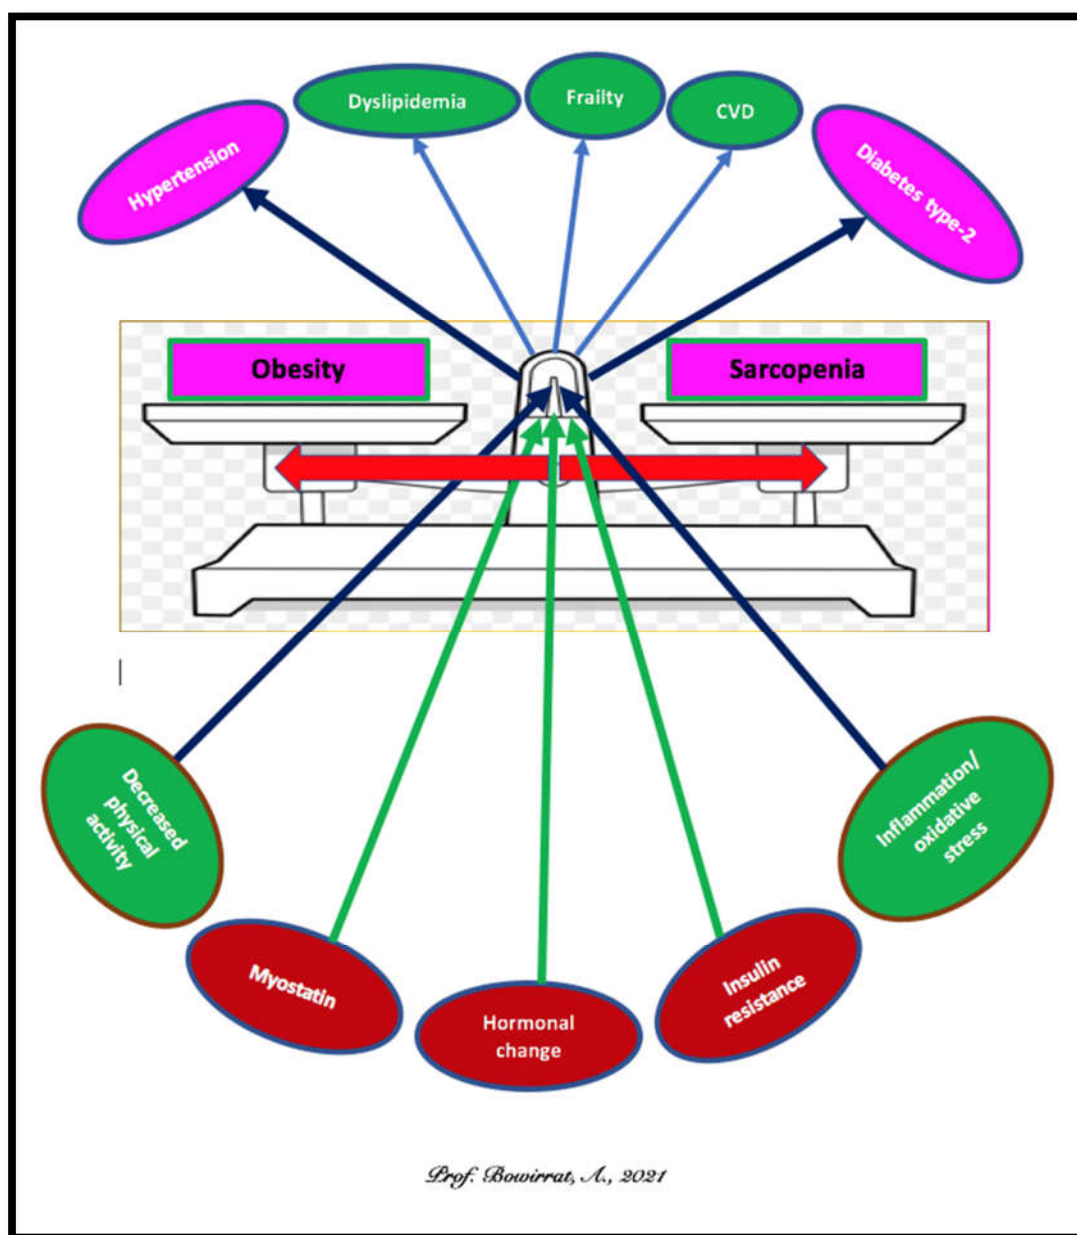 Dyslipidemia
Frailty
CVD
Hypertension
Diabetes type-2
Obesity
Sarcopenia
Decreased
physical
activity
Inflammation/
oxidative
stress
Myostatin
Hormonal
change
Insulin
resistance
Prof. Bowirrat, A., 2021